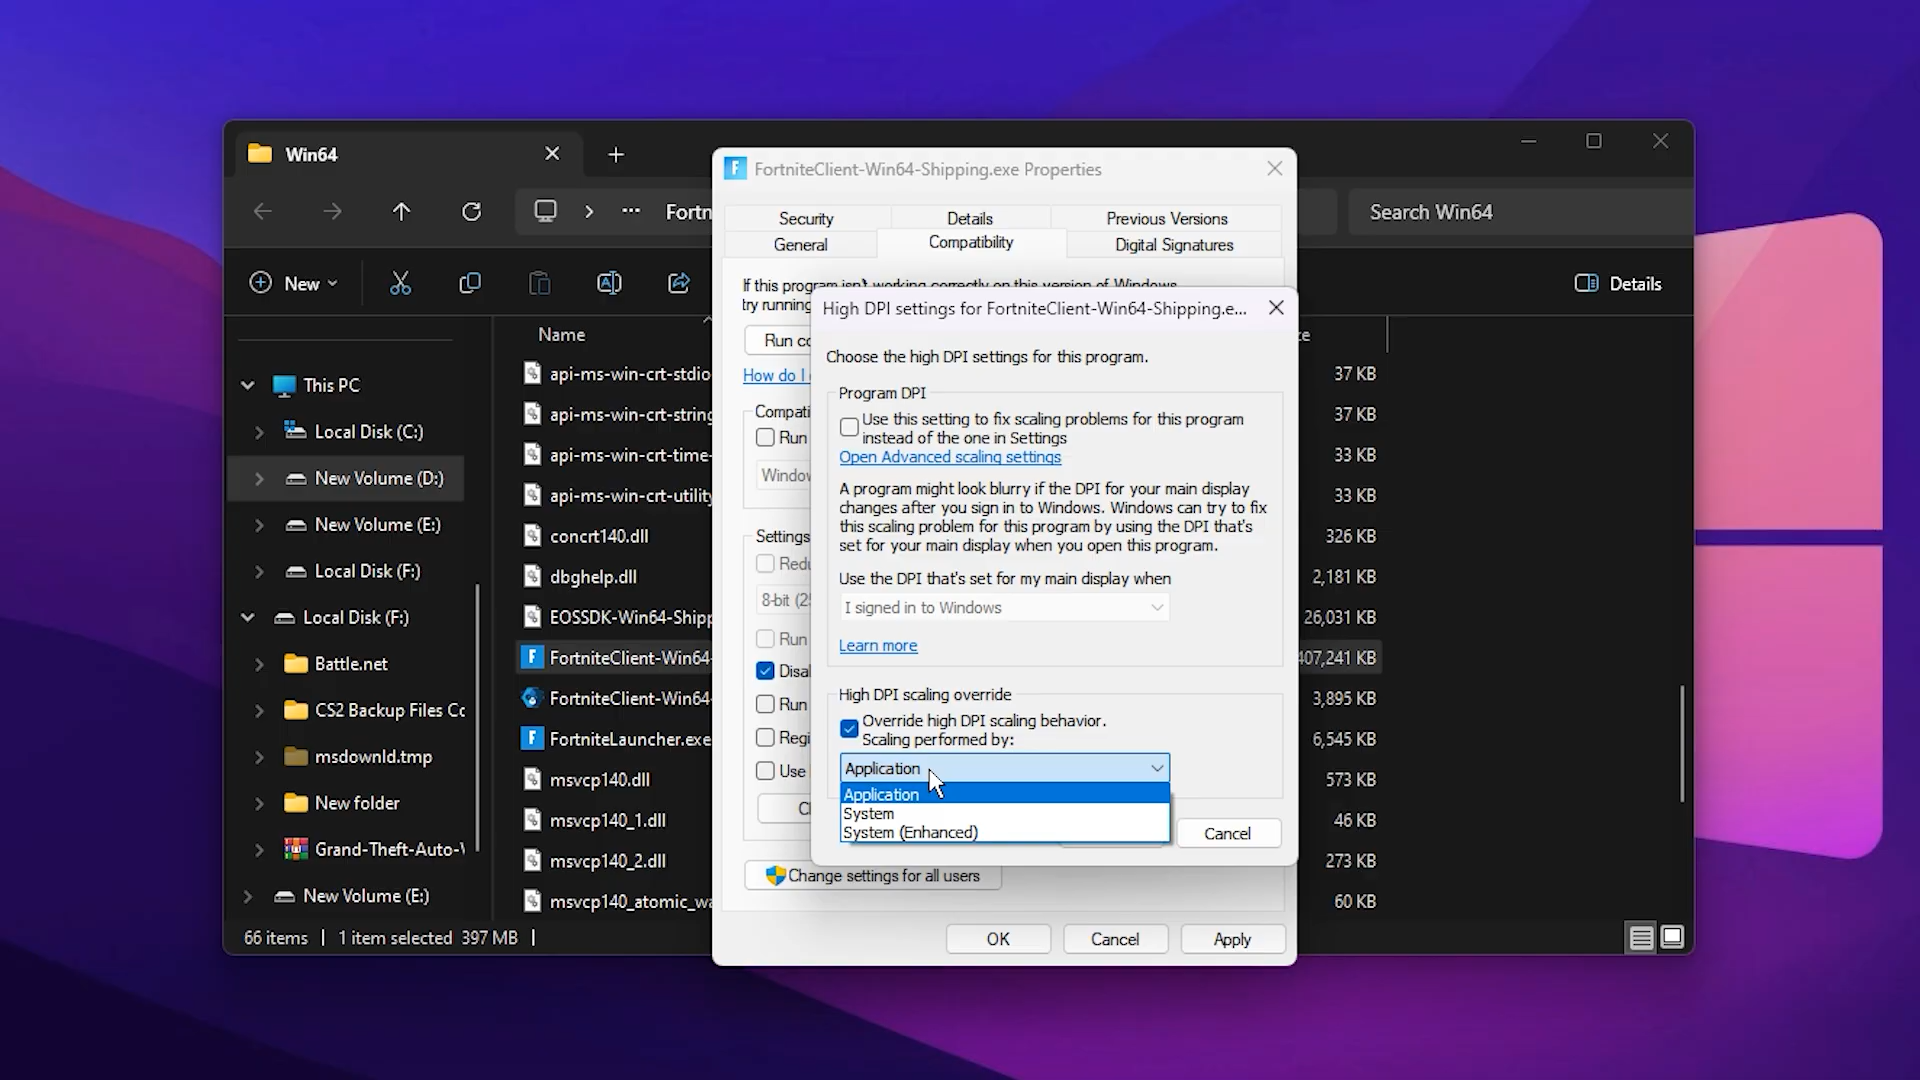 Win64
Fortn
Search Win64
New
Details
Name
This PC
Local Disk (C:)
New Volume (D:)
New Volume (E:)
Local Disk (F:)
Local Disk (F:)
Battle.net
CS2 Backup Files Cc
msdownld.tmp
New folder
Grand-Theft-Auto-V
New Volume (E:)
api-ms-win-crt-stdio
37 KB
api-ms-win-crt-string
37 KB
api-ms-win-crt-time-
33 KB
api-ms-win-crt-utility
33 KB
concrt140.dll
326 KB
dbghelp.dll
2,181 KB
EOSSDK-Win64-Shipp
26,031 KB
FortniteClient-Win64-
407,241 KB
FortniteClient-Win64-
3,895 KB
FortniteLauncher.exe
6,545 KB
msvcp140.dll
573 KB
msvcp140_1.dll
46 KB
msvcp140_2.dll
273 KB
msvcp140_atomic_wa
60 KB
66 items
1 item selected 397 MB
FortniteClient-Win64-Shipping.exe Properties
Security
Details
Previous Versions
General
Compatibility
Digital Signatures
If this program isn't working correctly on this version of Windows,
try running
Run co
How do I
Compati
Run
Window
Settings
Redu
8-bit (25
Run
Disal
Run
Regi
Use
Ch
Change settings for all users
OK
Cancel
Apply
High DPI settings for FortniteClient-Win64-Shipping.e...
Choose the high DPI settings for this program.
Program DPI
Use this setting to fix scaling problems for this program
instead of the one in Settings
Open Advanced scaling settings
A program might look blurry if the DPI for your main display
changes after you sign in to Windows. Windows can try to fix
this scaling problem for this program by using the DPI that's
set for your main display when you open this program.
Use the DPI that's set for my main display when
I signed in to Windows
Learn more
High DPI scaling override
Override high DPI scaling behavior.
Scaling performed by:
Application
Application
System
System (Enhanced)
Cancel